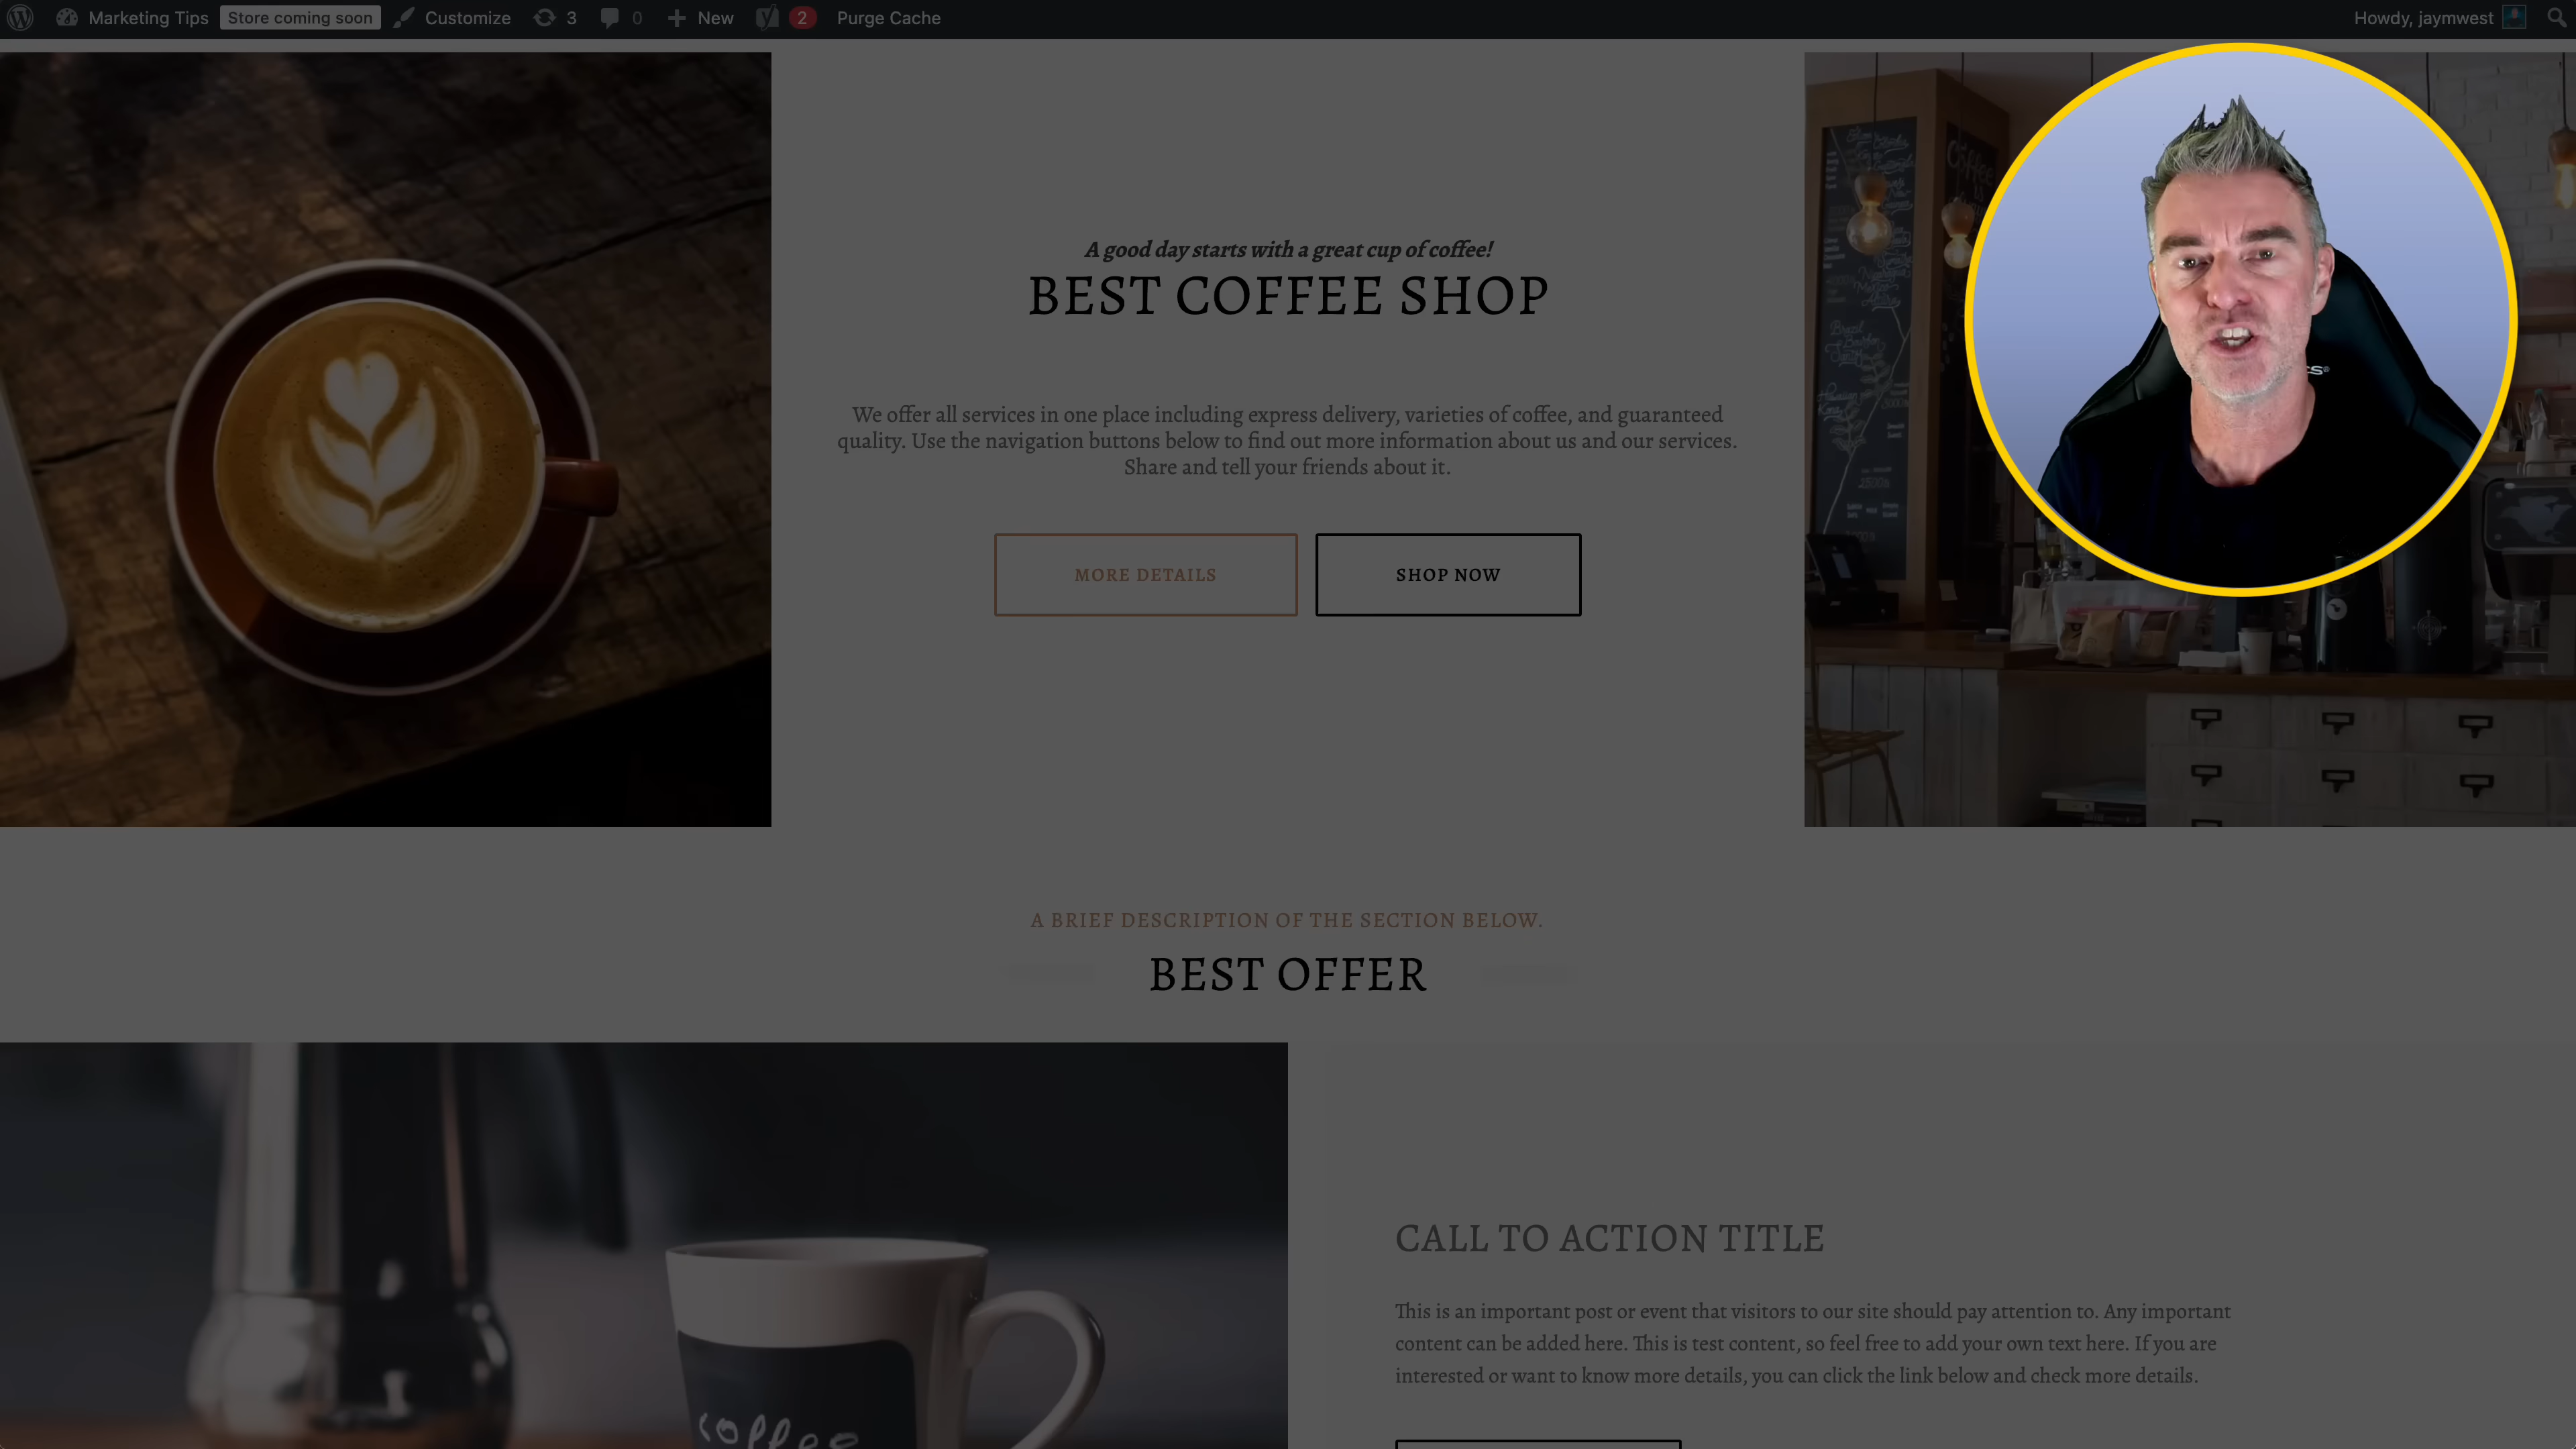 Marketing Tips Store coming soon Customize 3 0 New 2 Purge Cache Howdy, jaymwest
A good day starts with a great cup of coffee!
BEST COFFEE SHOP
We offer all services in one place including express delivery, varieties of coffee, and guaranteed
quality. Use the navigation buttons below to find out more information about us and our services.
Share and tell your friends about it.
MORE DETAILS SHOP NOW
A BRIEF DESCRIPTION OF THE SECTION BELOW.
BEST OFFER
CALL TO ACTION TITLE
This is an important post or event that visitors to our site should pay attention to. Any important
content can be added here. This is test content, so feel free to add your own text here. If you are
interested or want to know more details, you can click the link below and check more details.
coffee